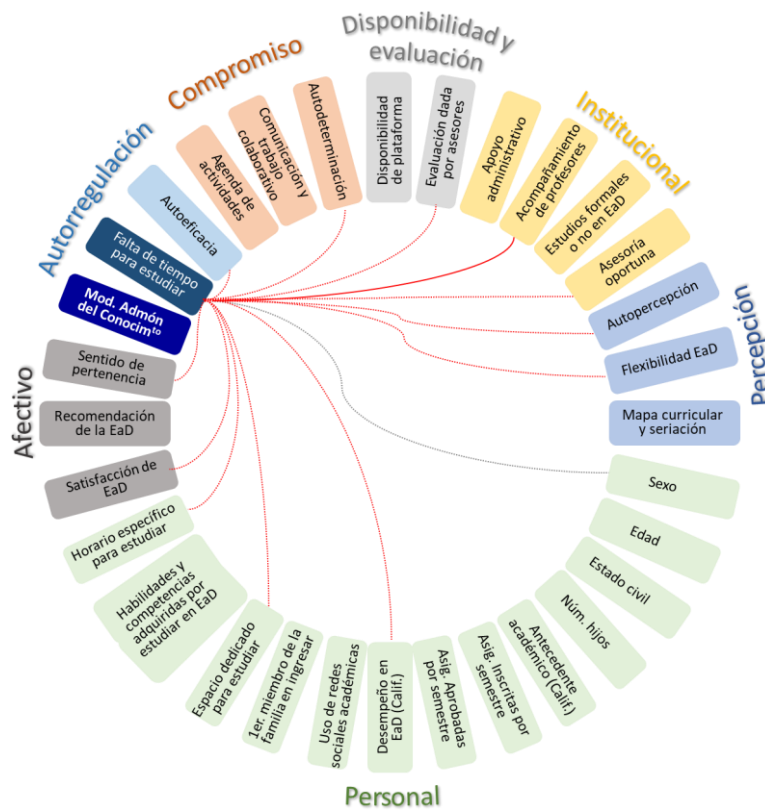 Disponibilidad y
evaluación
Compromiso
Institucional
Autorregulación
Percepción
Afectivo
Personal
Disponibilidad
de plataforma
Evaluación dada
por asesores
Apoyo
administrativo
Acompañamiento
de profesores
Estudios formales
o no en EaD
Asesoría
oportuna
Autopercepción
Flexibilidad EaD
Mapa curricular
y seriación
Sexo
Edad
Estado civil
Núm. hijos
Antecedente
académico (Calif.)
Asig. Inscritas por
semestre
Asig. Aprobadas
por semestre
Desempeño en
EaD (Calif.)
Uso de redes
sociales académicas
1er. miembro de la
familia en ingresar
Espacio dedicado
para estudiar
Habilidades y
competencias
adquiridas por
estudiar en EaD
Horario específico
para estudiar
Satisfacción de
EaD
Recomendación
de la EaD
Sentido de
pertenencia
Mod. Admón
del Conocimto
Falta de tiempo
para estudiar
Autoeficacia
Agenda de
actividades
Comunicación y
trabajo
colaborativo
Autodeterminación